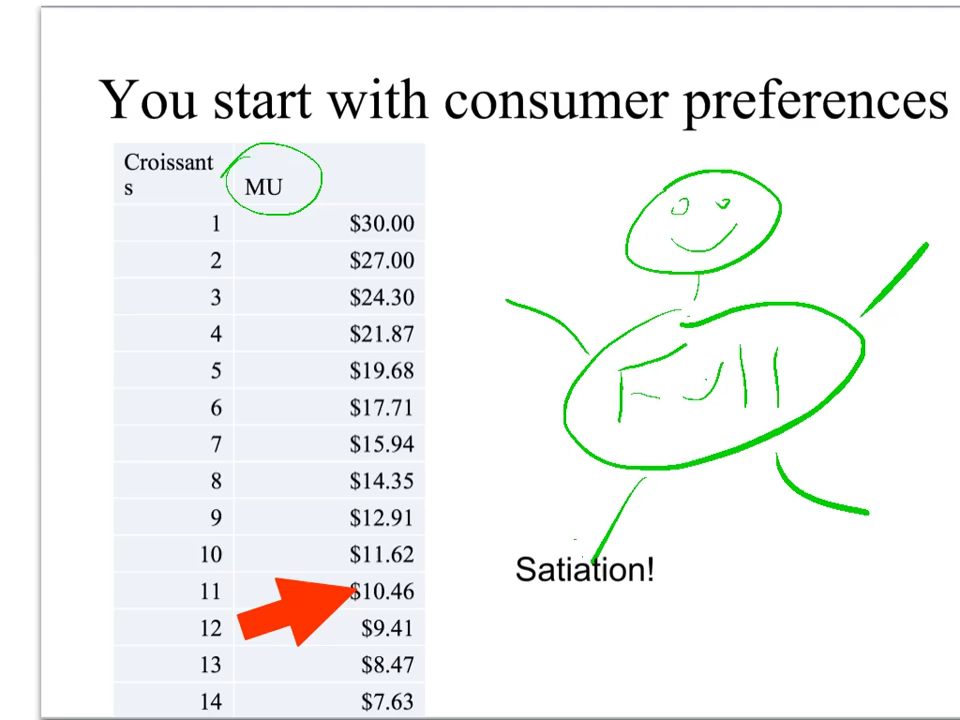 You start with consumer preferences
Croissant
s
MU
1 $30.00
2 $27.00
3 $24.30
4 $21.87
5 $19.68
6 $17.71
7 $15.94
8 $14.35
9 $12.91
10 $11.62
11 $10.46
12 $9.41
13 $8.47
14 $7.63
Full
Satiation!